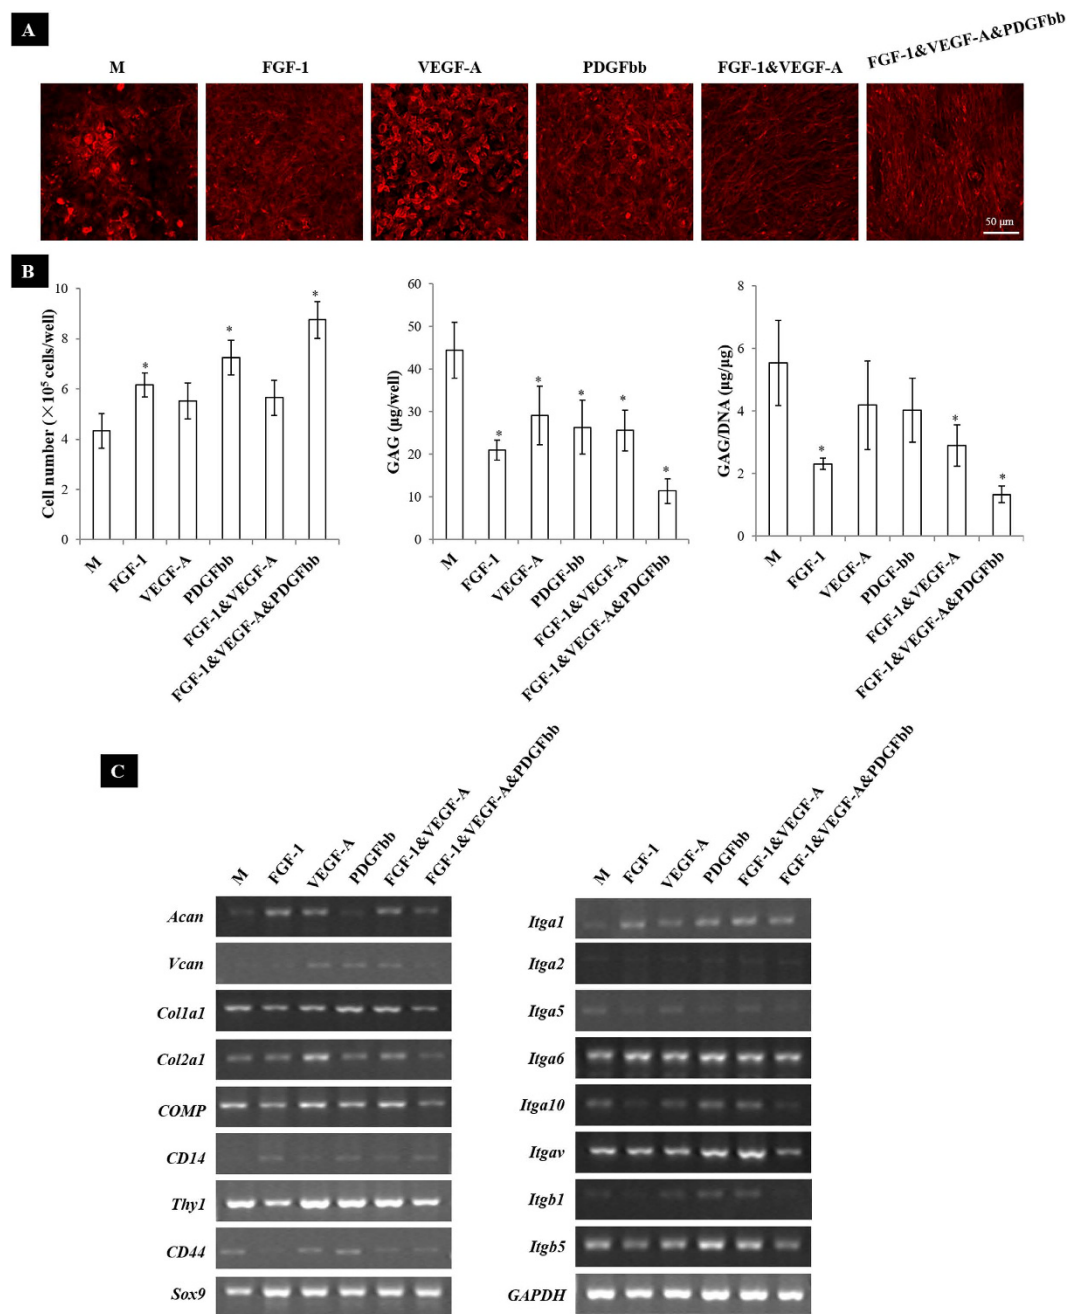 A
M
FGF-1
VEGF-A
PDGFbb
FGF-1&VEGF-A
FGF-1&VEGF-A&PDGFbb
50 μm
B
Cell number (×10⁵ cells/well)
10
8
6
4
2
0
M
FGF-1
VEGF-A
PDGFbb
FGF-1&VEGF-A
FGF-1&VEGF-A&PDGFbb
*
*
*
GAG (μg/well)
60
50
40
30
20
10
0
M
FGF-1
VEGF-A
PDGF-bb
FGF-1&VEGF-A
FGF-1&VEGF-A&PDGFbb
*
*
*
*
*
GAG/DNA (μg/μg)
8
6
4
2
0
M
FGF-1
VEGF-A
PDGF-bb
FGF-1&VEGF-A
FGF-1&VEGF-A&PDGFbb
*
*
*
C
M
FGF-1
VEGF-A
PDGFbb
FGF-1&VEGF-A
FGF-1&VEGF-A&PDGFbb
Acan
Vcan
Col1a1
Col2a1
COMP
CD14
Thy1
CD44
Sox9
M
FGF-1
VEGF-A
PDGFbb
FGF-1&VEGF-A
FGF-1&VEGF-A&PDGFbb
Itga1
Itga2
Itga5
Itga6
Itga10
Itgav
Itgb1
Itgb5
GAPDH